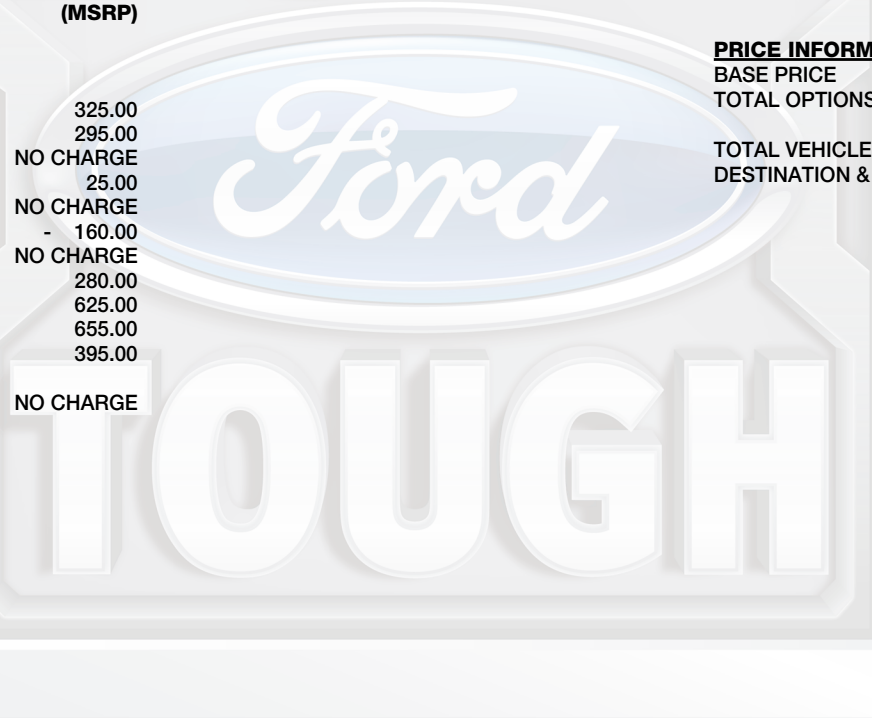 (MSRP)
325.00
295.00
NO CHARGE
25.00
NO CHARGE
- 160.00
NO CHARGE
280.00
625.00
655.00
395.00
NO CHARGE
PRICE INFORM
BASE PRICE
TOTAL OPTIONS
TOTAL VEHICLE
DESTINATION &
Ford
TOUGH